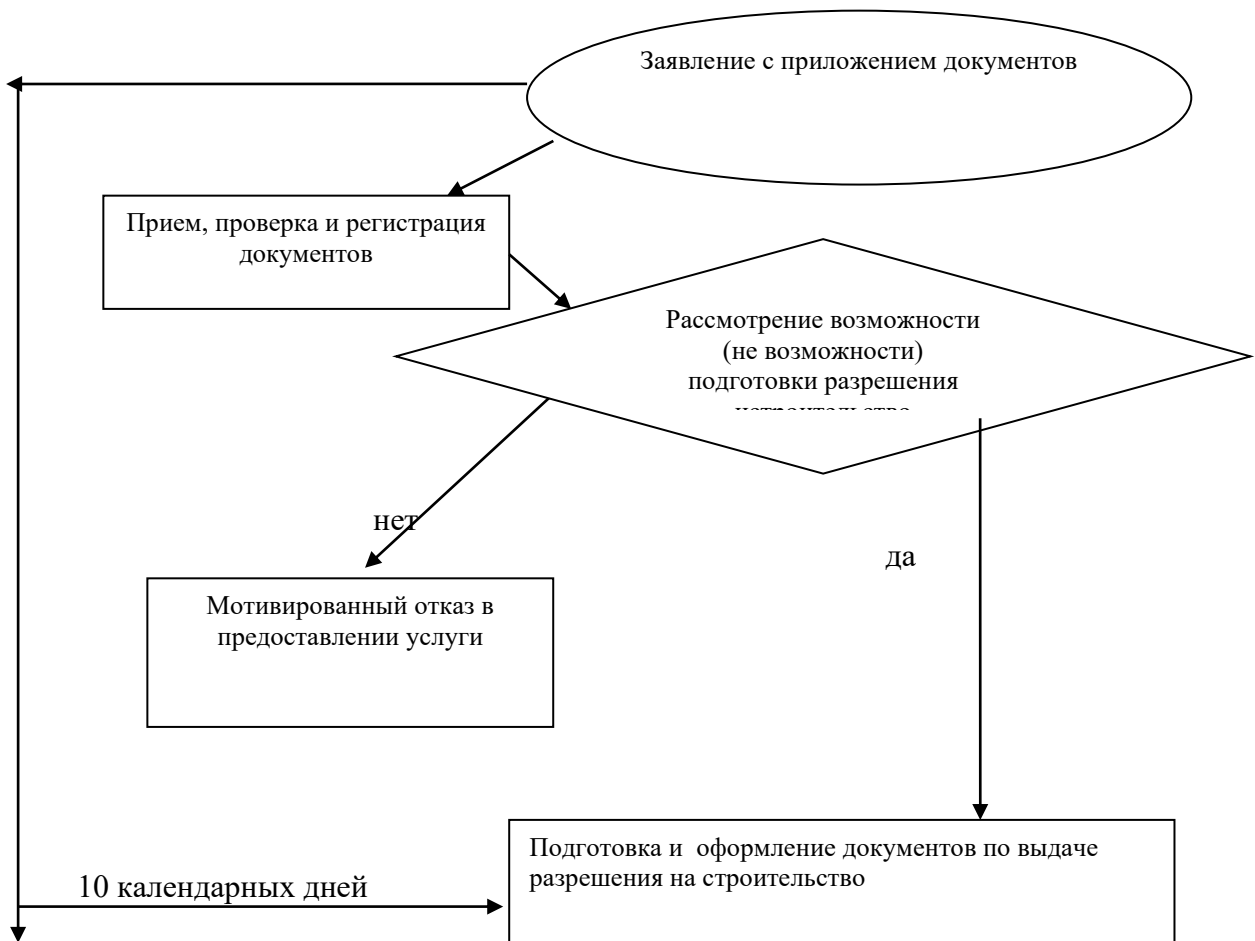 Заявление с приложением документов
Прием, проверка и регистрация
документов
Рассмотрение возможности
(не возможности)
подготовки разрешения
нет
да
Мотивированный отказ в
предоставлении услуги
Подготовка и оформление документов по выдаче
разрешения на строительство
10 календарных дней